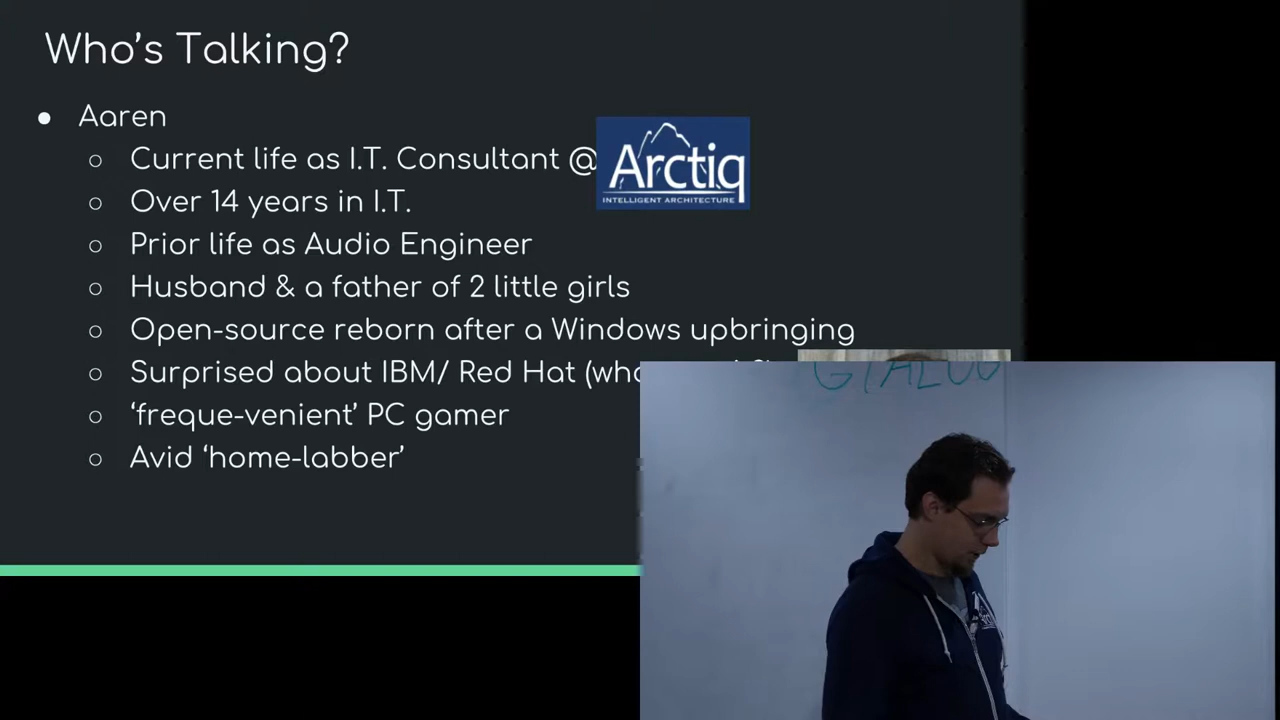 Who's Talking?
● Aaren
○ Current life as I.T. Consultant @
Arctiq
INTELLIGENT ARCHITECTURE
○ Over 14 years in I.T.
○ Prior life as Audio Engineer
○ Husband & a father of 2 little girls
○ Open-source reborn after a Windows upbringing
○ Surprised about IBM/ Red Hat
○ ‘freque-venient’ PC gamer
○ Avid ‘home-labber’
GTALUG